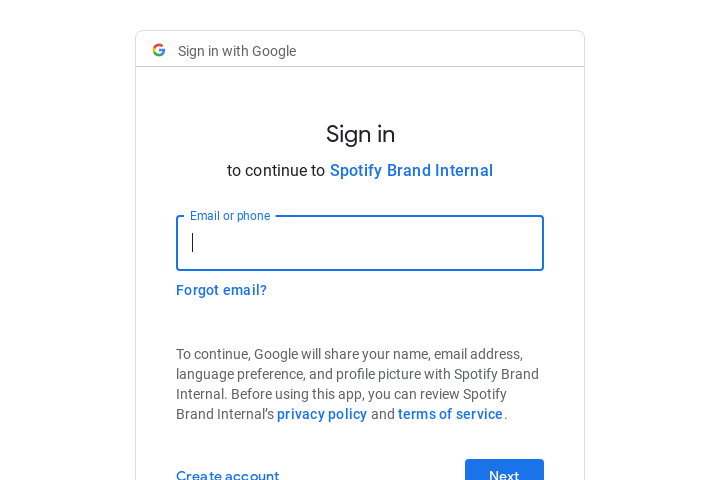 Sign in with Google
Sign in
to continue to Spotify Brand Internal
Email or phone
Forgot email?
To continue, Google will share your name, email address,
language preference, and profile picture with Spotify Brand
Internal. Before using this app, you can review Spotify
Brand Internal’s privacy policy and terms of service.
Create account
Next